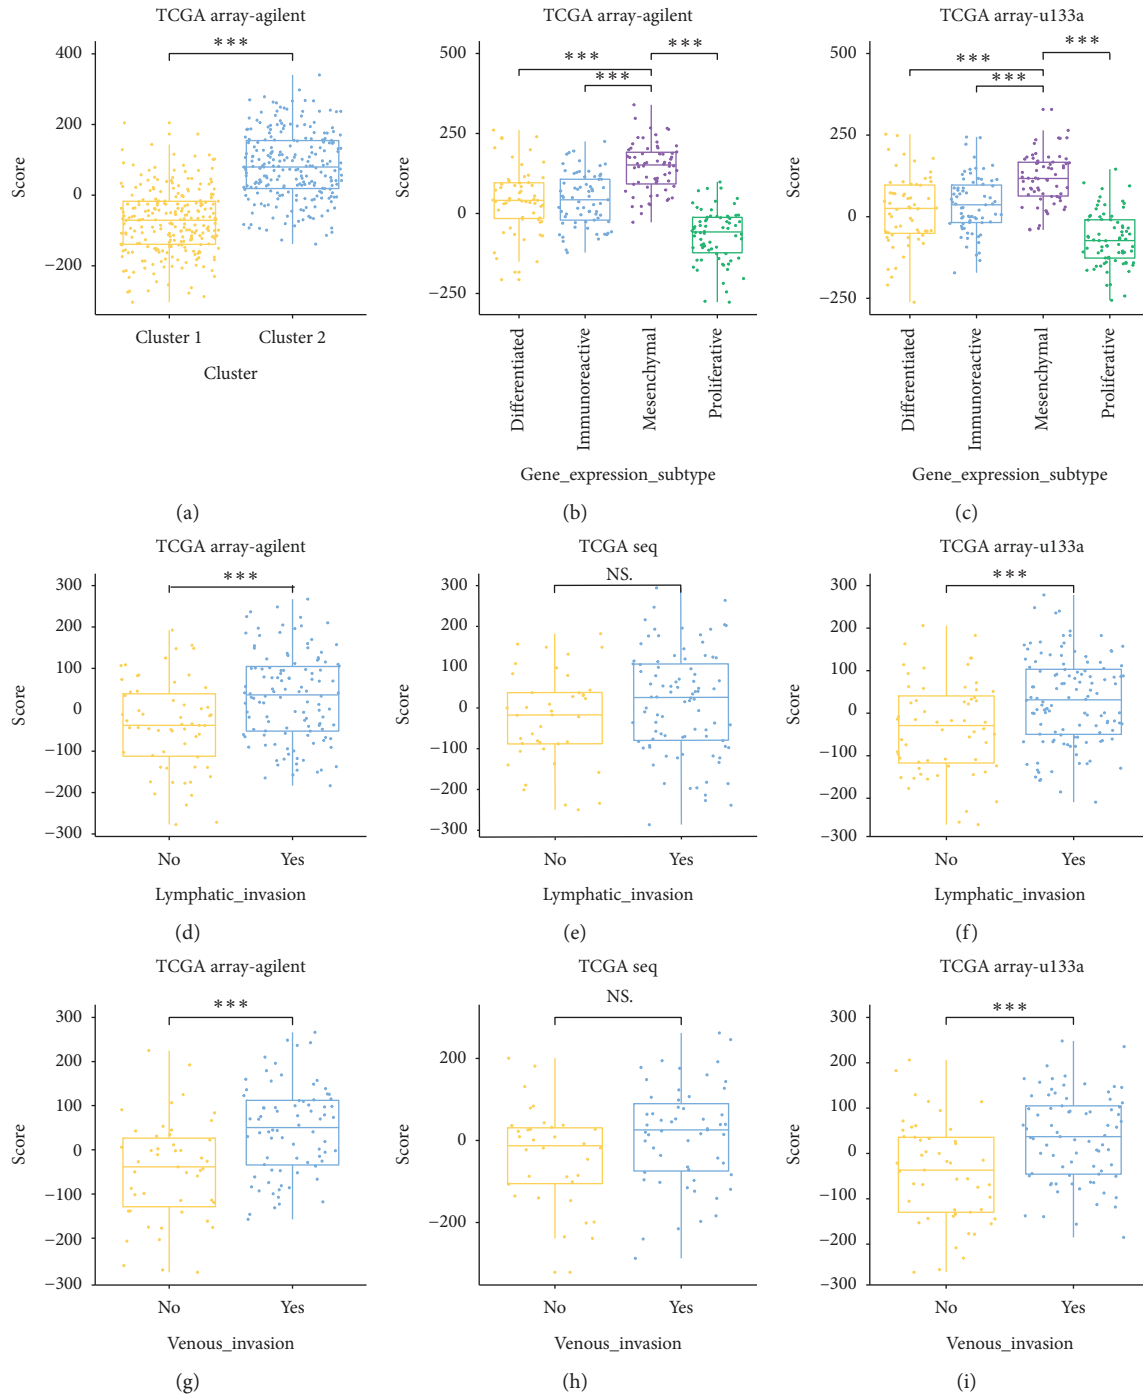 TCGA array-agilent
***
400
200
0
−200
Score
Cluster 1
Cluster 2
Cluster
(a)
TCGA array-agilent
***
***
***
500
250
0
−250
Score
Differentiated
Immunoreactive
Mesenchymal
Proliferative
Gene_expression_subtype
(b)
TCGA array-u133a
***
***
***
500
250
0
−250
Score
Differentiated
Immunoreactive
Mesenchymal
Proliferative
Gene_expression_subtype
(c)
TCGA array-agilent
***
300
200
100
0
−100
−200
−300
Score
No
Yes
Lymphatic_invasion
(d)
TCGA seq
NS.
300
200
100
0
−100
−200
−300
Score
No
Yes
Lymphatic_invasion
(e)
TCGA array-u133a
***
300
200
100
0
−100
−200
−300
Score
No
Yes
Lymphatic_invasion
(f)
TCGA array-agilent
***
300
200
100
0
−100
−200
−300
Score
No
Yes
Venous_invasion
(g)
TCGA seq
NS.
200
0
−200
Score
No
Yes
Venous_invasion
(h)
TCGA array-u133a
***
300
200
100
0
−100
−200
−300
Score
No
Yes
Venous_invasion
(i)